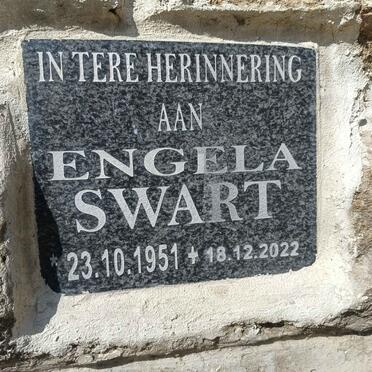 IN TERE HERINNERING
AAN
ENGELA
SWART
* 23.10.1951 + 18.12.2022